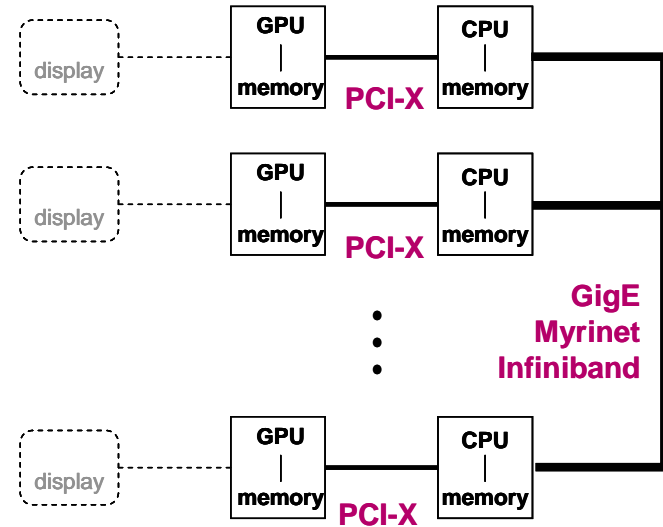 GPU
CPU
display
memory
memory
PCI-X
GPU
CPU
display
memory
memory
PCI-X
GigE
Myrinet
Infiniband
GPU
CPU
display
memory
memory
PCI-X